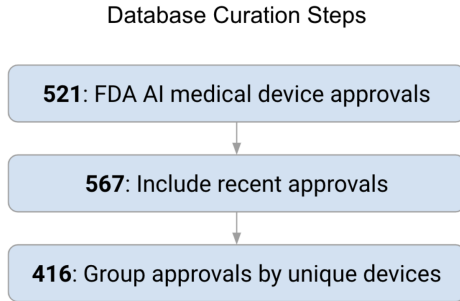 Database Curation Steps
521: FDA AI medical device approvals
567: Include recent approvals
416: Group approvals by unique devices